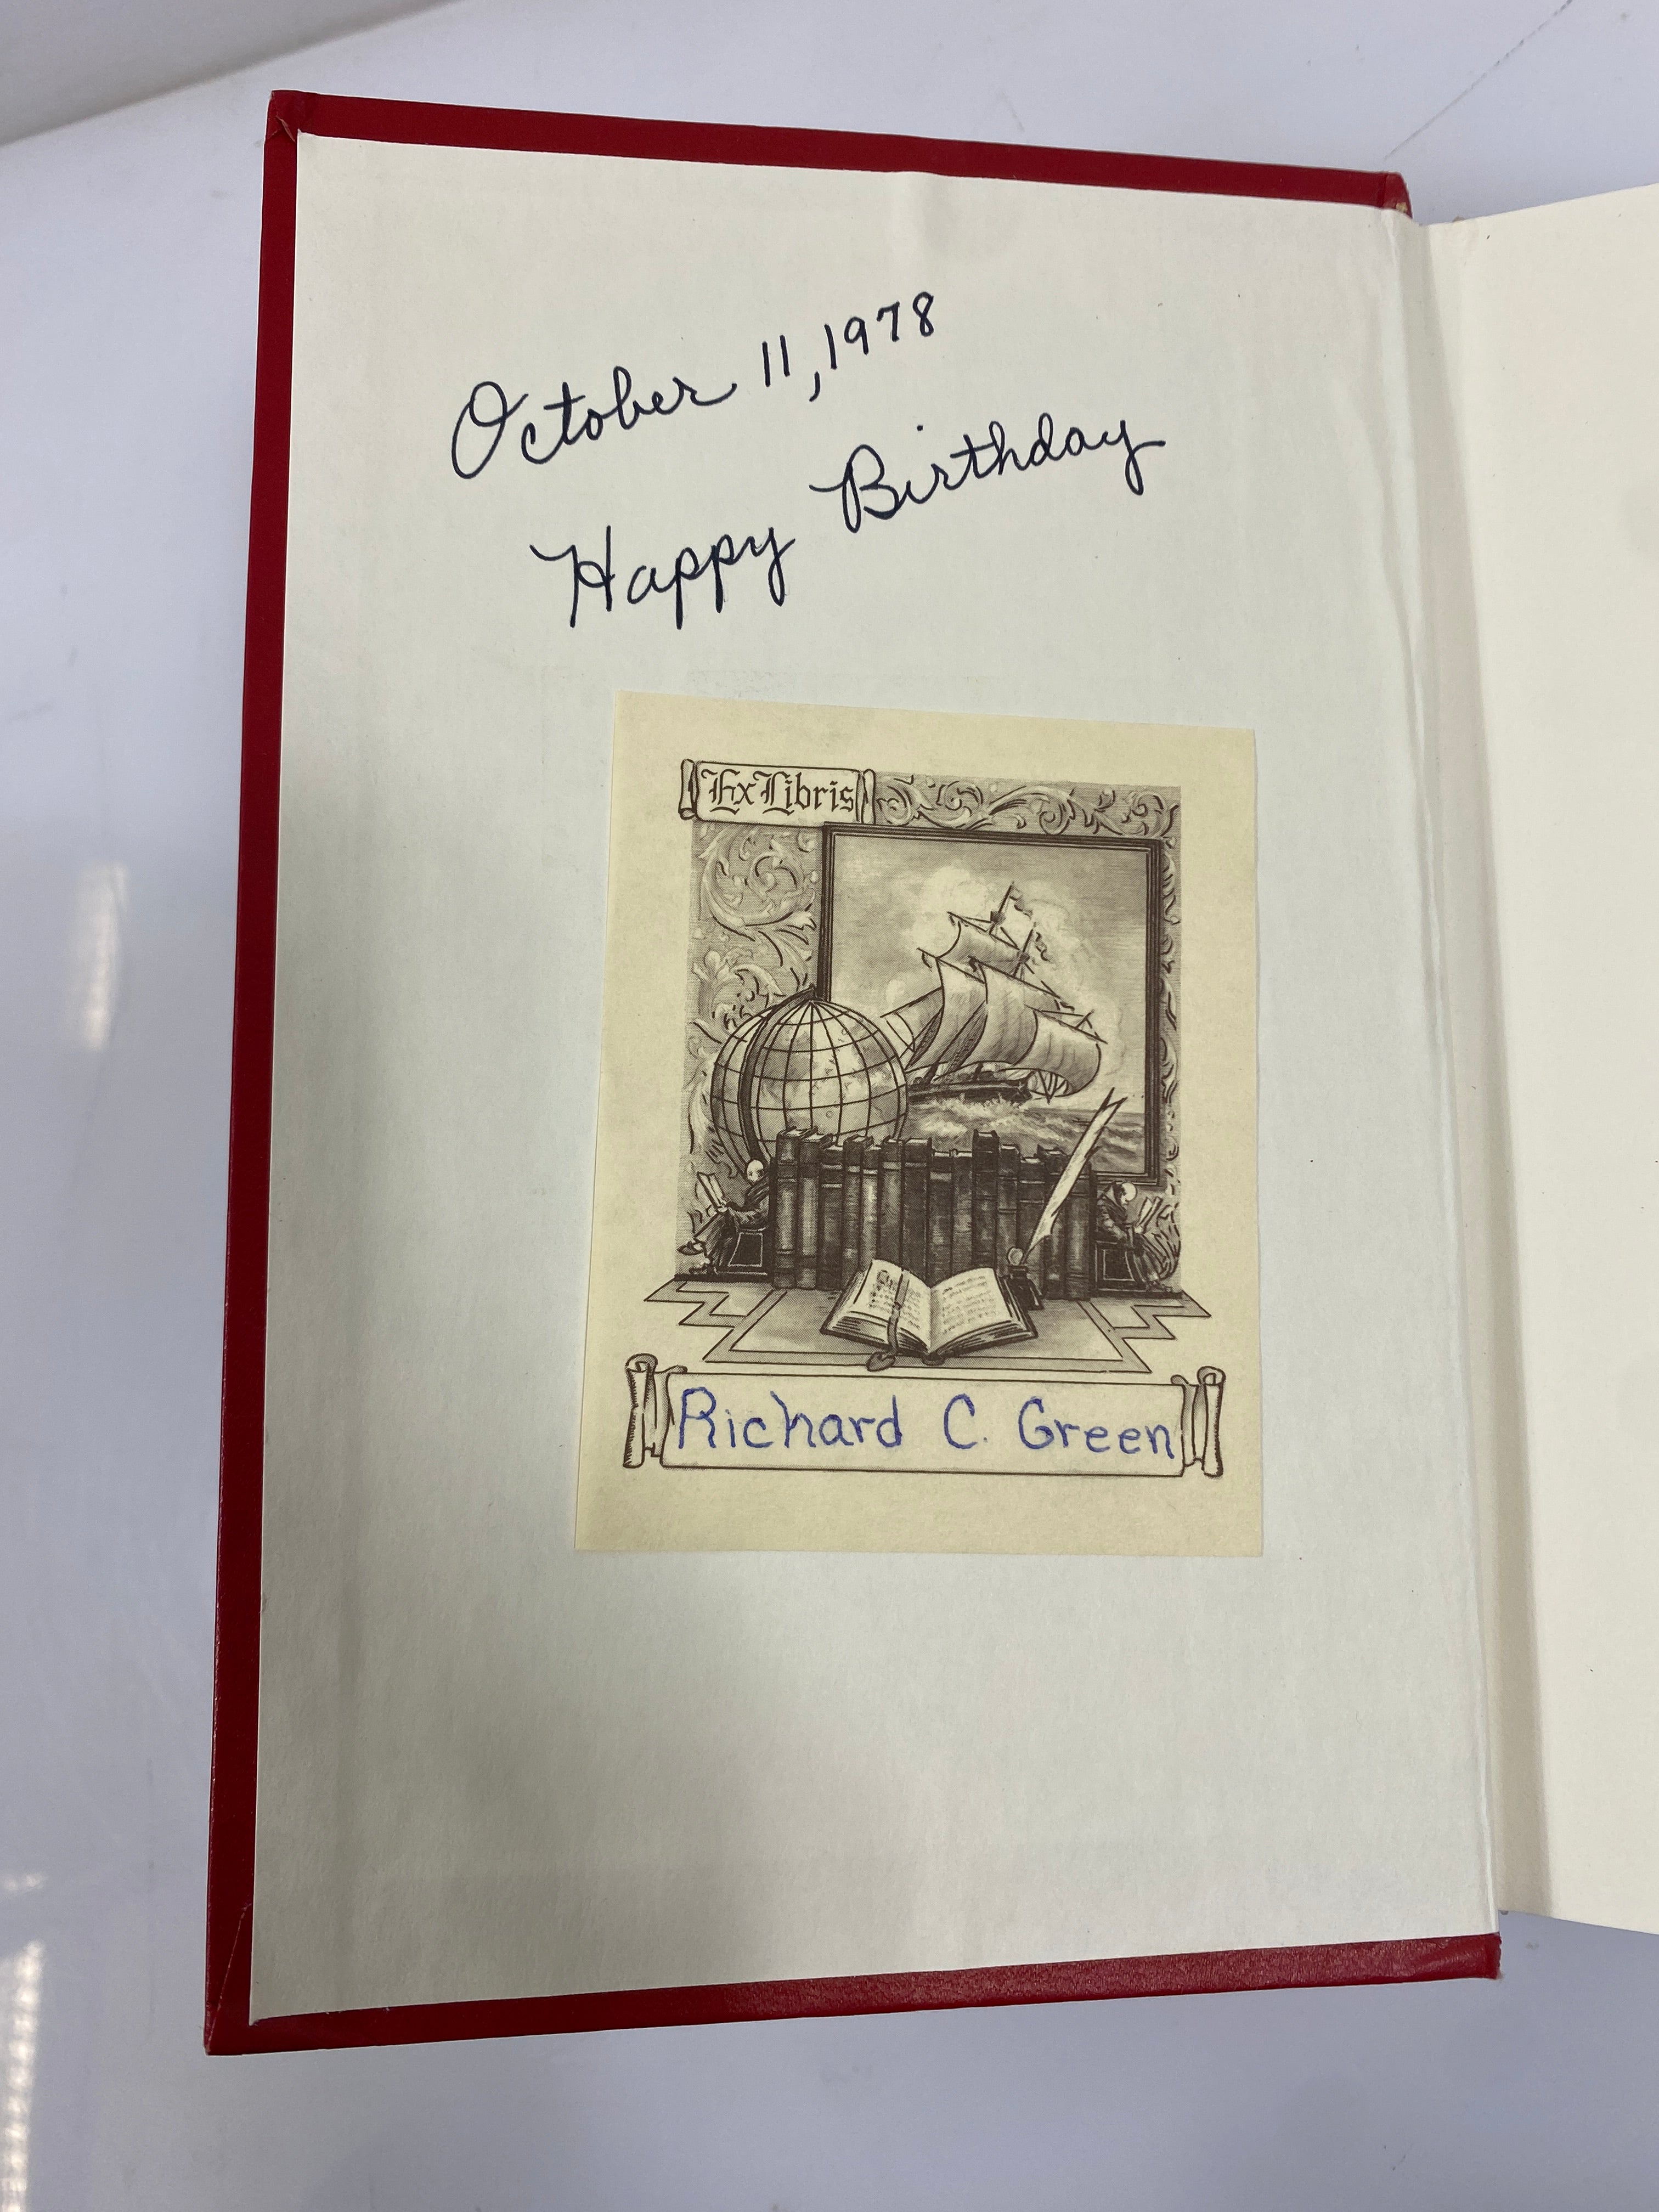 October 11, 1978
Happy Birthday
Ex Libris
Richard C. Green